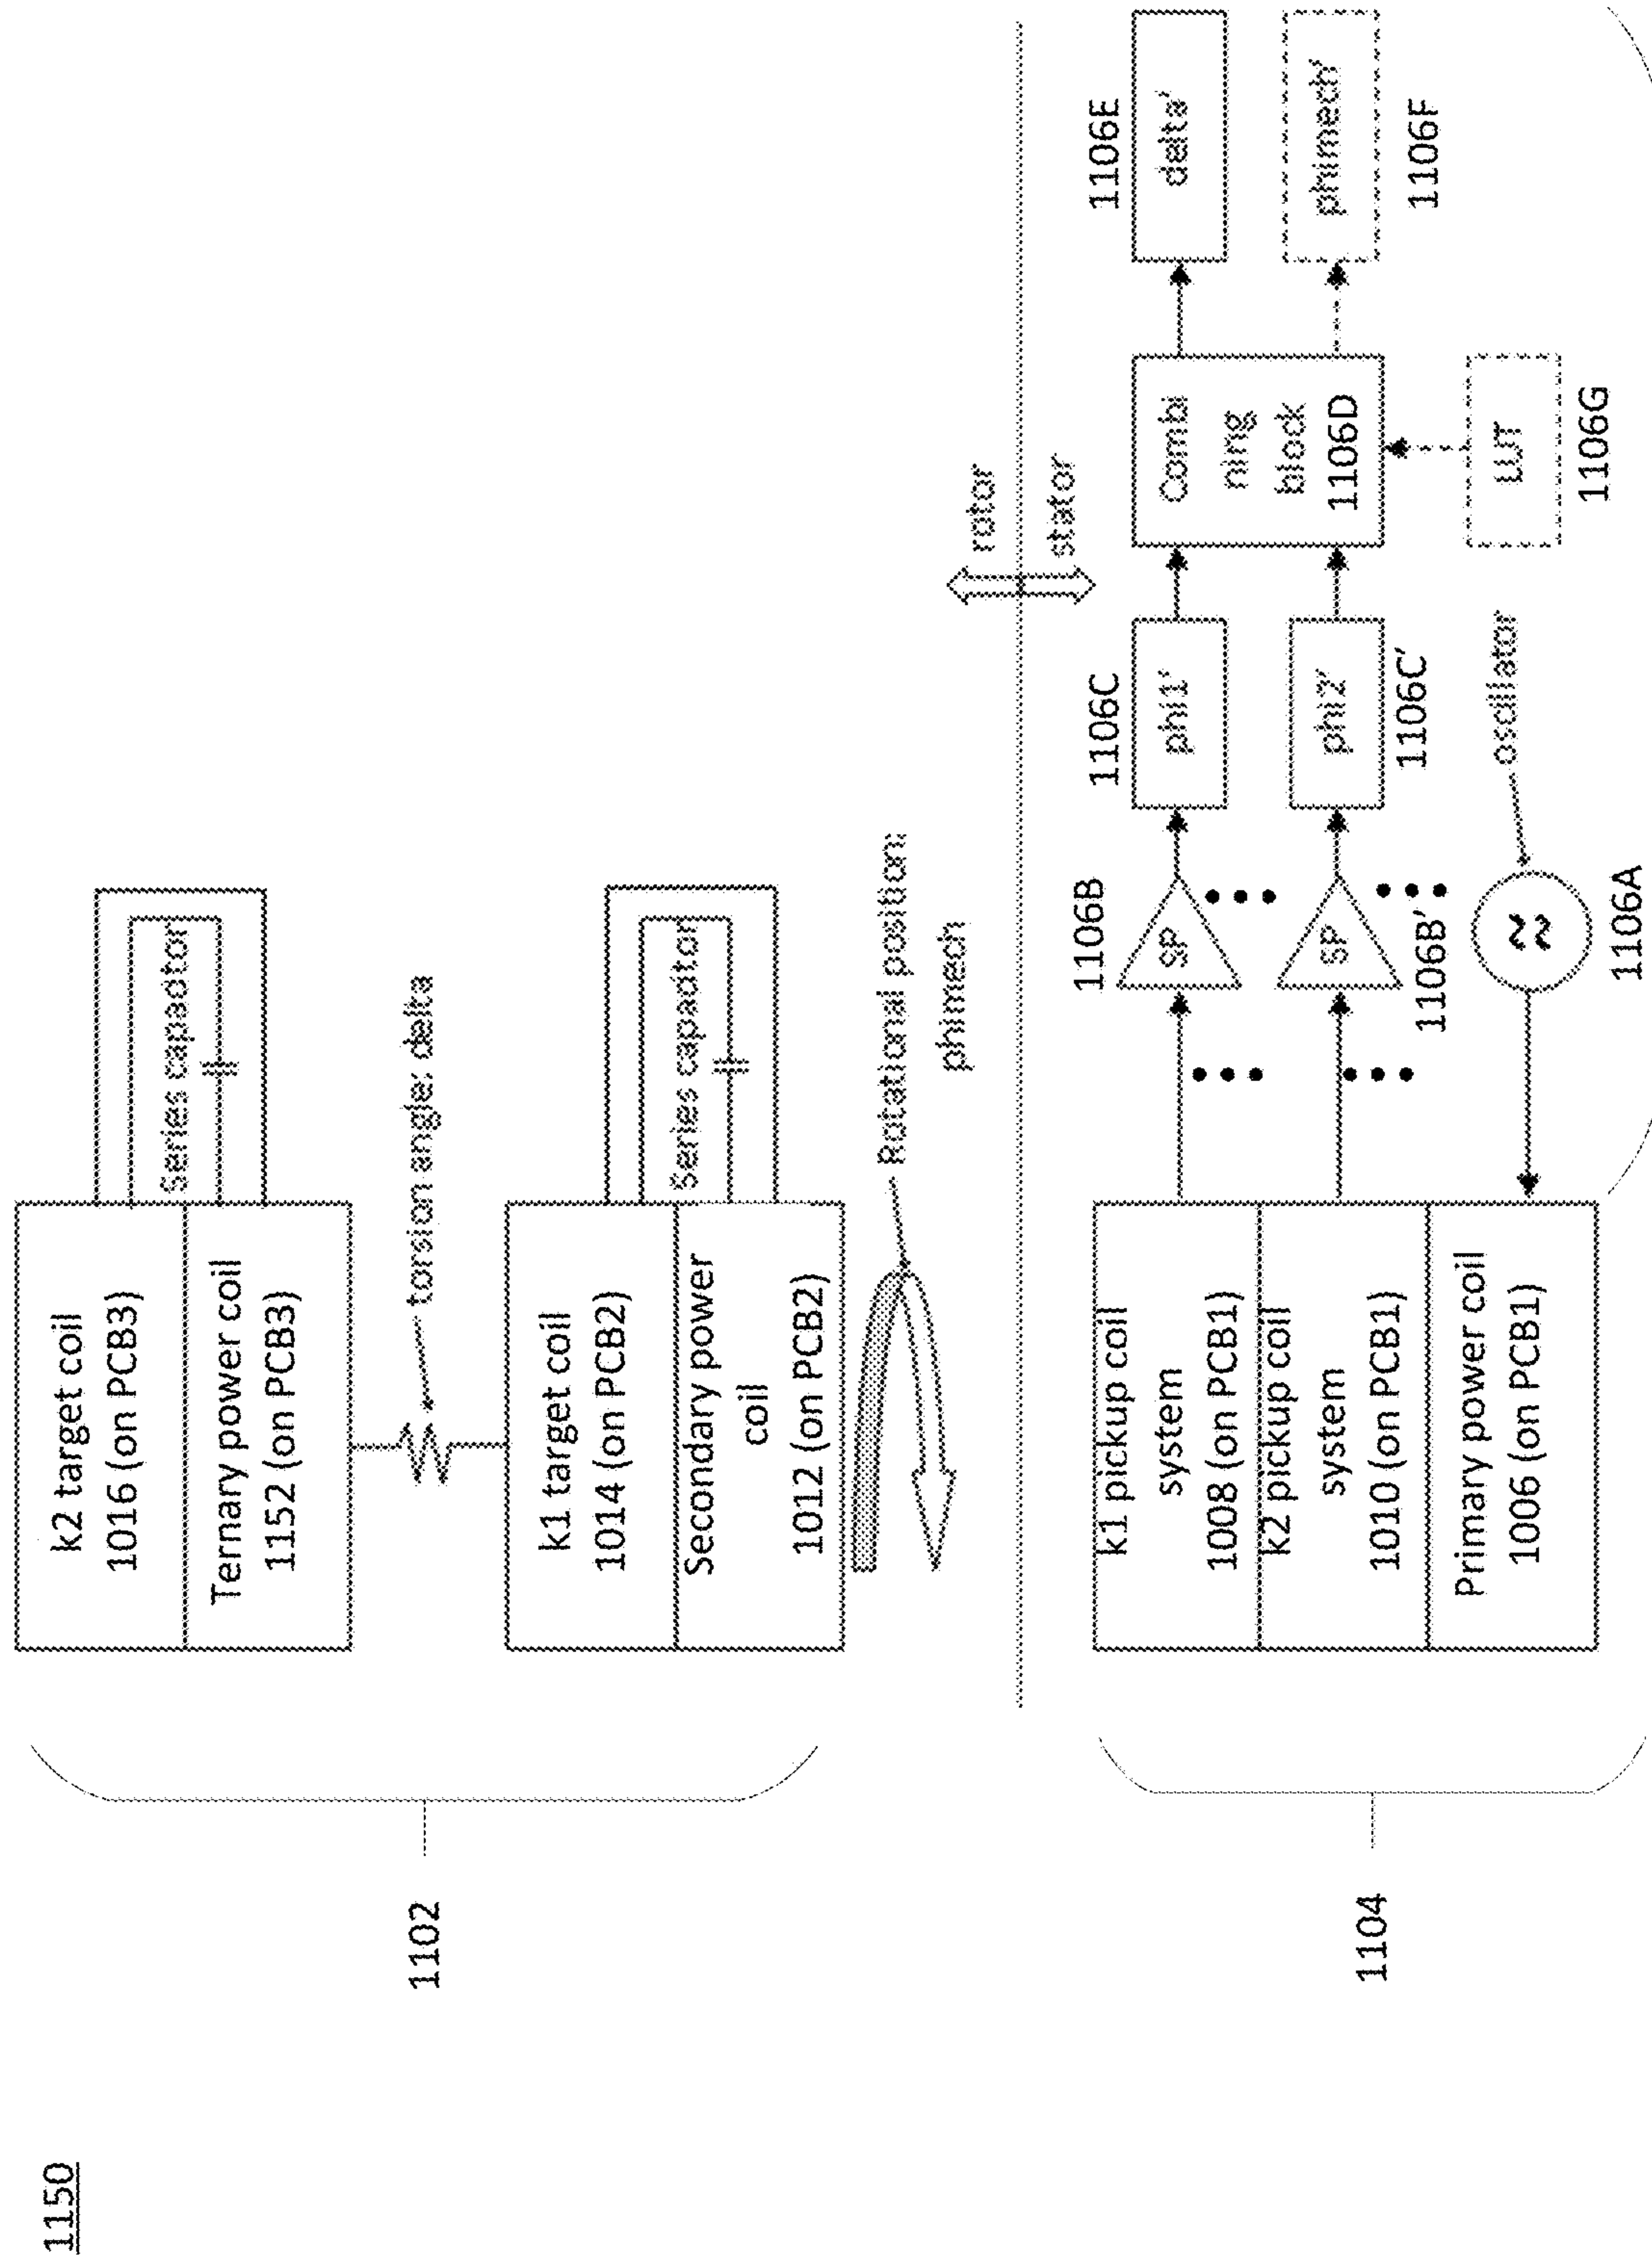 1150
1102
k2 target coil
1016 (on PCB3)
Ternary power coil
1152 (on PCB3)
Series capacitor
torsion angle: delta
k1 target coil
1014 (on PCB2)
Secondary power
coil
1012 (on PCB2)
Series capacitor
Rotational position:
phimech
rotor
stator
1104
k1 pickup coil
system
1008 (on PCB1)
k2 pickup coil
system
1010 (on PCB1)
Primary power coil
1006 (on PCB1)
1106B
SP
SP
1106B'
1106A
oscillator
1106C
phi1'
phi2'
1106C'
Combi
ning
block
1106D
LUT
1106G
1106E
delta'
phimech'
1106F